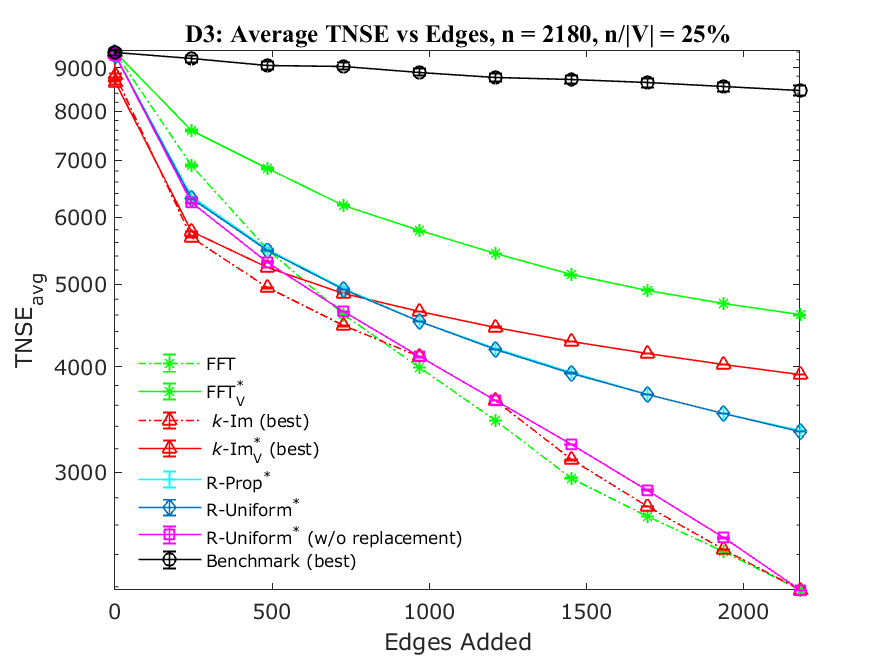 D3: Average TNSE vs Edges, n = 2180, n/|V| = 25%
9000
8000
7000
6000
5000
4000
3000
TNSE_avg
FFT
FFT*_V
k-Im (best)
k-Im*_V (best)
R-Prop*
R-Uniform*
R-Uniform* (w/o replacement)
Benchmark (best)
0 500 1000 1500 2000
Edges Added